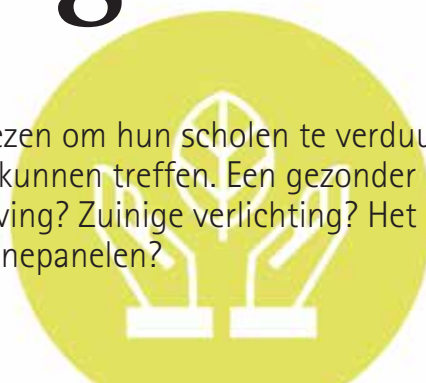 ezen om hun scholen te verduu
kunnen treffen. Een gezonder
ving? Zuinige verlichting? Het
nepanelen?